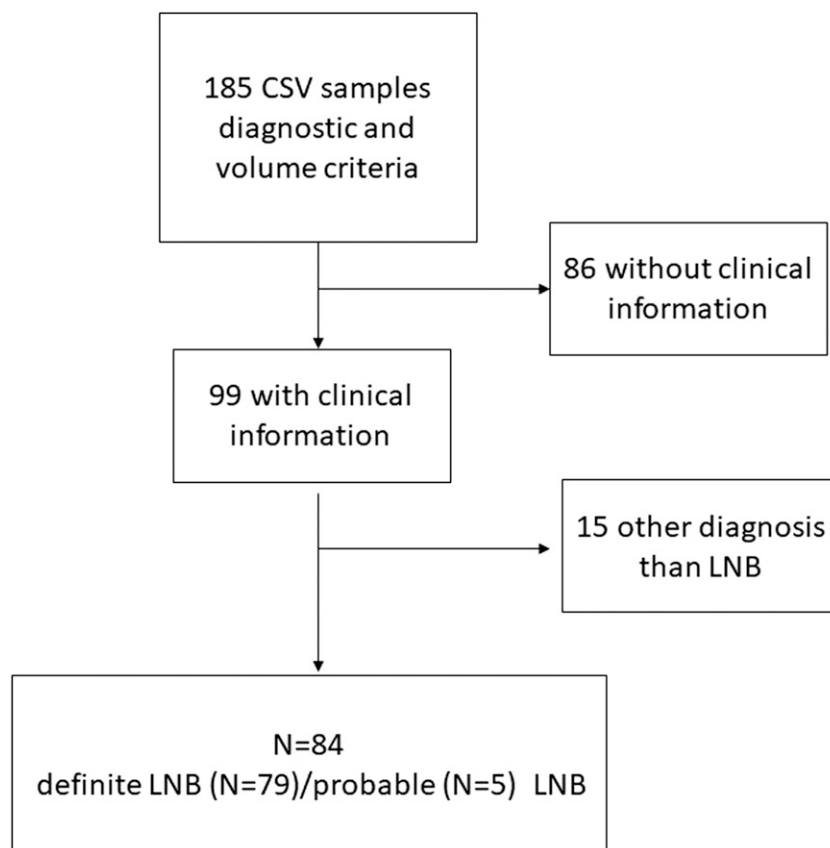 185 CSV samples
diagnostic and
volume criteria
86 without clinical
information
99 with clinical
information
15 other diagnosis
than LNB
N=84
definite LNB (N=79)/probable (N=5)  LNB